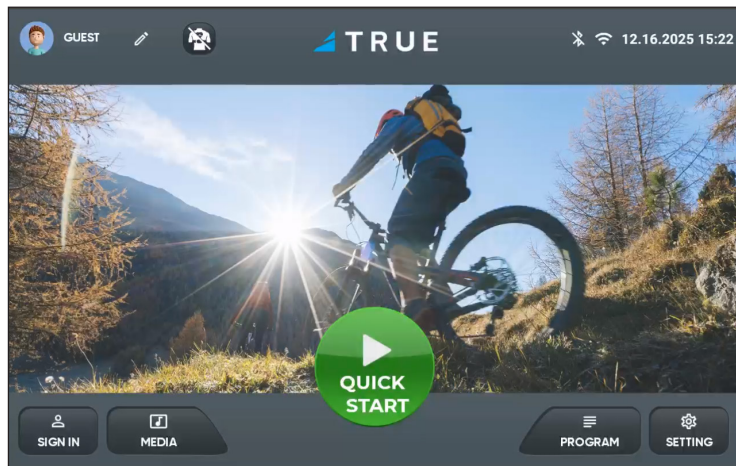 GUEST
TRUE
12.16.2025 15:22
QUICK
START
SIGN IN
MEDIA
PROGRAM
SETTING